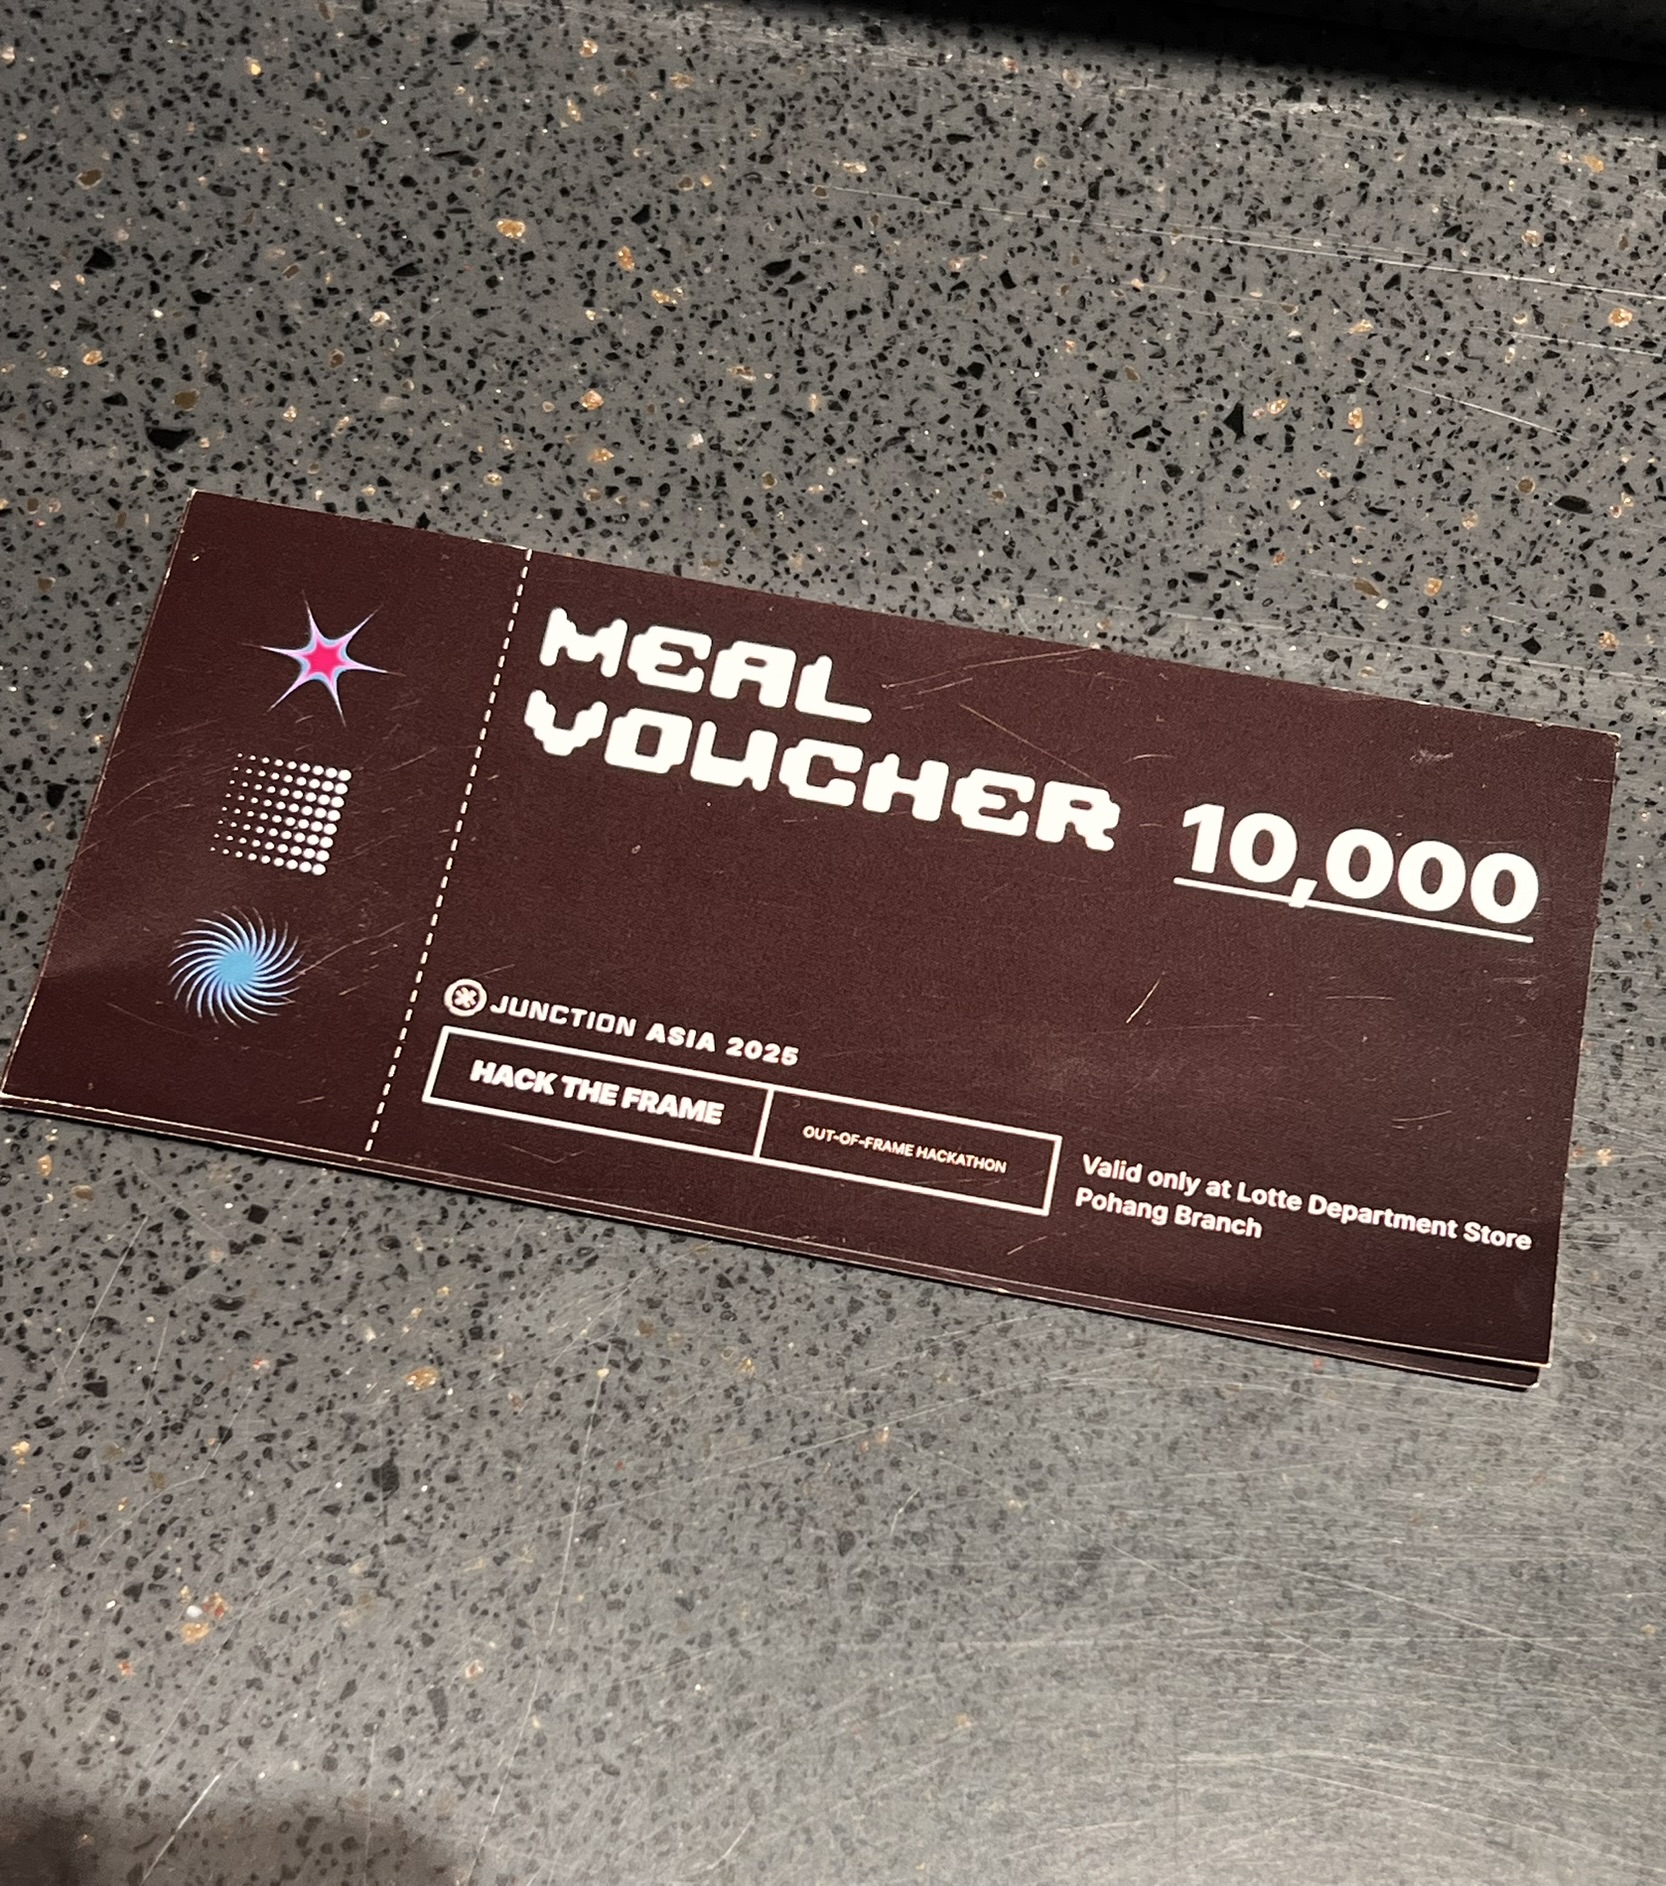 MEAL
VOUCHER 10,000
JUNCTION ASIA 2025
HACK THE FRAME OUT-OF-FRAME HACKATHON
Valid only at Lotte Department Store
Pohang Branch